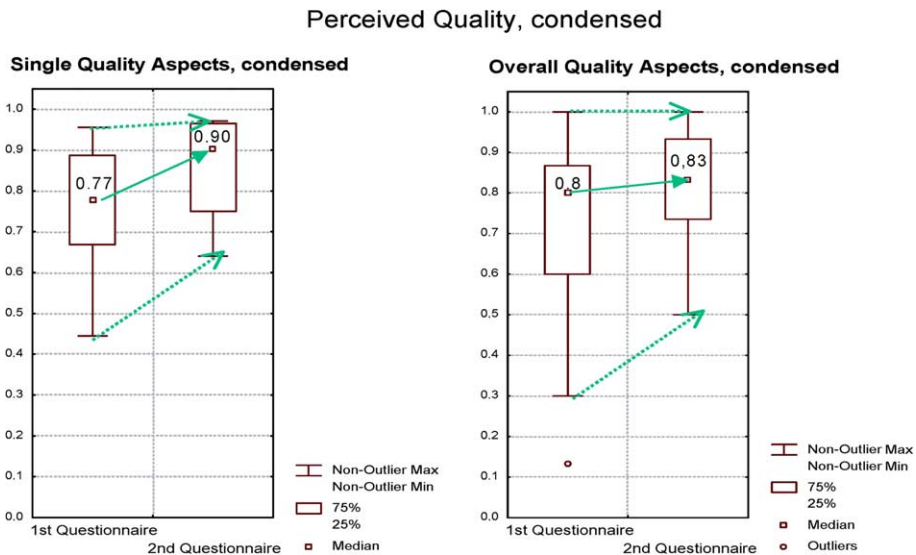 Perceived Quality, condensed
Single Quality Aspects, condensed
1.0
0.9
0.8
0.7
0.6
0.5
0.4
0.3
0.2
0.1
0.0
0.77
0.90
1st Questionnaire
2nd Questionnaire
Non-Outlier Max
Non-Outlier Min
75%
25%
Median
Overall Quality Aspects, condensed
1.0
0.9
0.8
0.7
0.6
0.5
0.4
0.3
0.2
0.1
0.0
0,8
0,83
1st Questionnaire
2nd Questionnaire
Non-Outlier Max
Non-Outlier Min
75%
25%
Median
Outliers